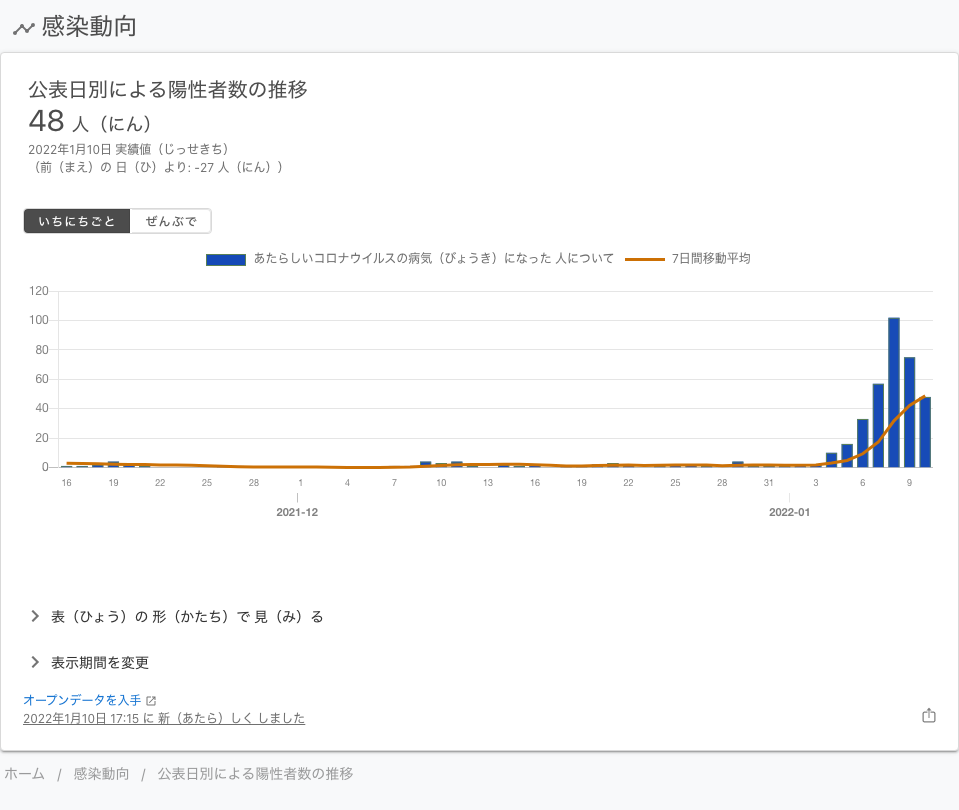 感染動向
公表日別による陽性者数の推移
48 人（にん）
2022年1月10日 実績値（じっせきち）
（前（まえ）の 日（ひ）より: -27 人（にん））
いちにちごと ぜんぶで
あたらしいコロナウイルスの病気（びょうき）になった 人について 7日間移動平均
120
100
80
60
40
20
0
16 19 22 25 28 1 4 7 10 13 16 19 22 25 28 31 3 6 9
2021-12 2022-01
表（ひょう）の 形（かたち）で 見（み）る
表示期間を変更
オープンデータを入手
2022年1月10日 17:15 に 新（あたら）しく しました
ホーム / 感染動向 / 公表日別による陽性者数の推移